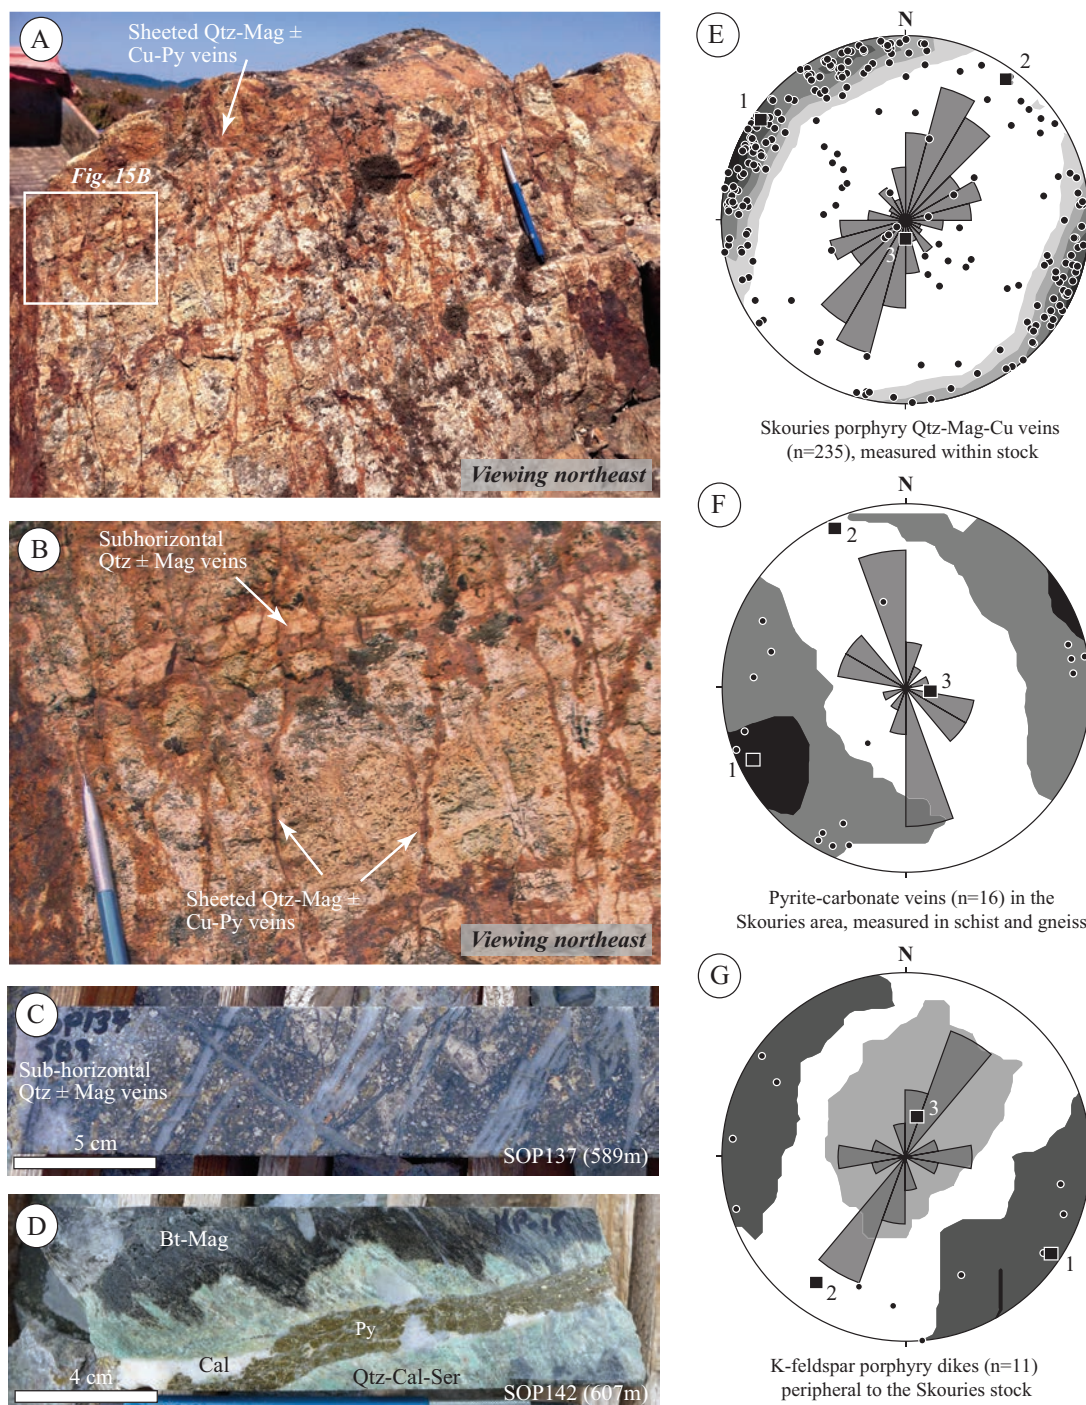 A
Sheeted Qtz-Mag ±
Cu-Py veins
Fig. 15B
Viewing northeast
B
Subhorizontal
Qtz ± Mag veins
Sheeted Qtz-Mag ±
Cu-Py veins
Viewing northeast
C
Sub-horizontal
Qtz ± Mag veins
5 cm
SOP137 (589m)
D
Bt-Mag
Py
Cal
Qtz-Cal-Ser
4 cm
SOP142 (607m)
E
N
1
2
3
Skouries porphyry Qtz-Mag-Cu veins
(n=235), measured within stock
F
N
2
3
1
Pyrite-carbonate veins (n=16) in the
Skouries area, measured in schist and gneiss
G
N
3
1
2
K-feldspar porphyry dikes (n=11)
peripheral to the Skouries stock